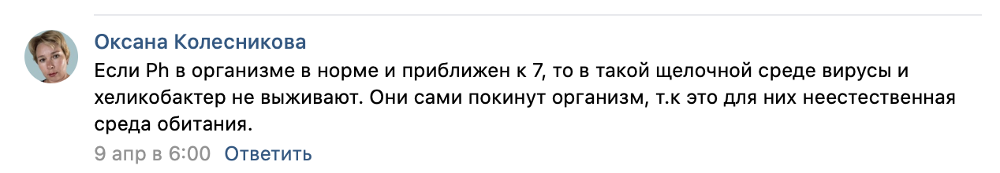 Оксана Колесникова
Если Ph в организме в норме и приближен к 7, то в такой щелочной среде вирусы и
хеликобактер не выживают. Они сами покинут организм, т.к это для них неестественная
среда обитания.
9 апр в 6:00 Ответить